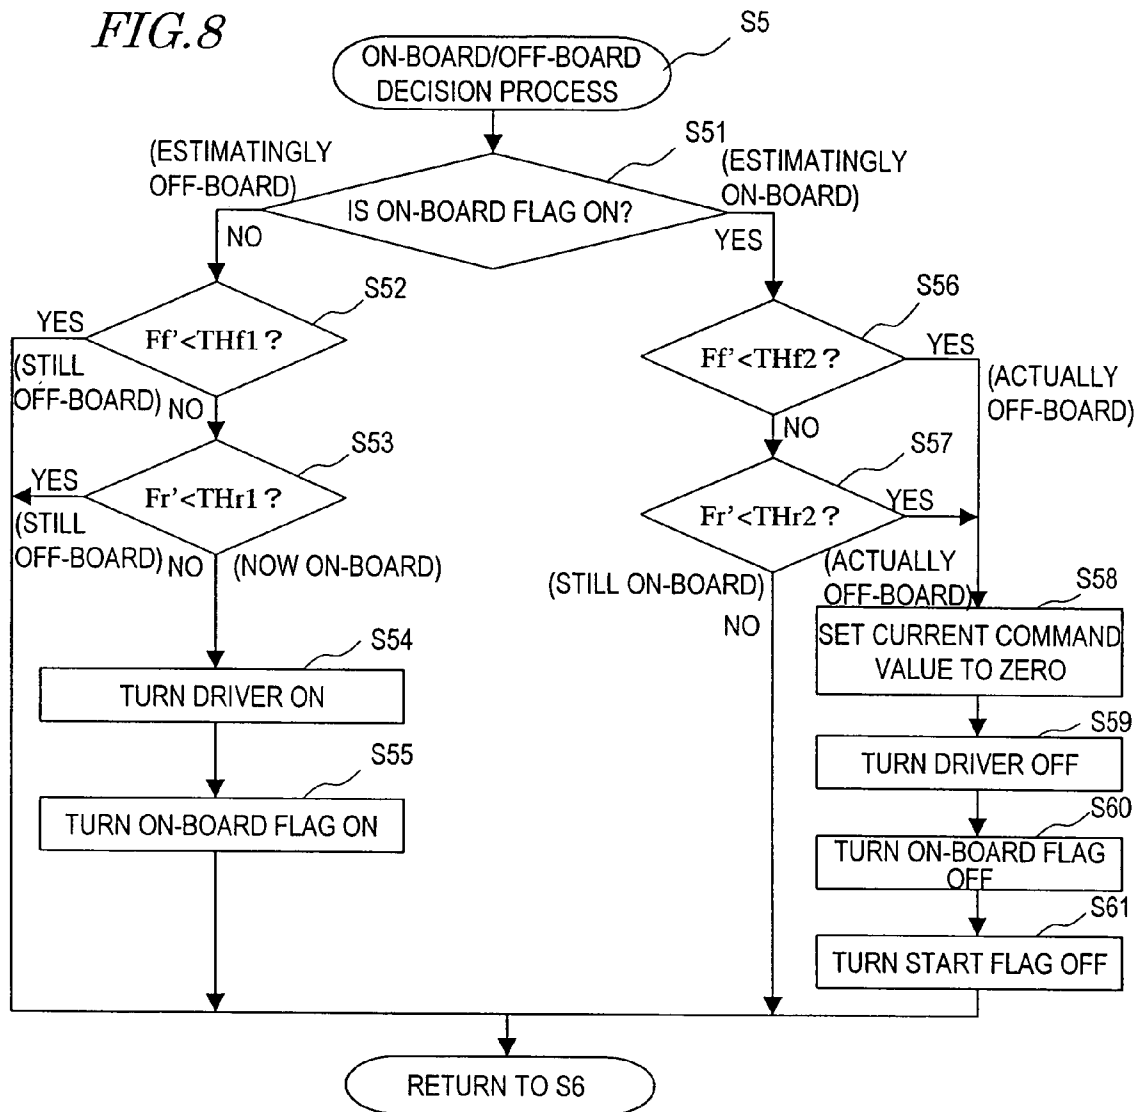 FIG.8
S5
ON-BOARD/OFF-BOARD
DECISION PROCESS
S51
(ESTIMATINGLY
OFF-BOARD)
(ESTIMATINGLY
ON-BOARD)
IS ON-BOARD FLAG ON?
NO
YES
S52
YES
Ff'<THf1?
(STILL
OFF-BOARD)
NO
S56
Ff'<THf2?
YES
(ACTUALLY
OFF-BOARD)
NO
S53
YES
Fr'<THr1?
(STILL
OFF-BOARD)
NO
(NOW ON-BOARD)
S57
Fr'<THr2?
YES
(ACTUALLY
OFF-BOARD)
(STILL ON-BOARD)
NO
S54
TURN DRIVER ON
S55
TURN ON-BOARD FLAG ON
S58
SET CURRENT COMMAND
VALUE TO ZERO
S59
TURN DRIVER OFF
S60
TURN ON-BOARD FLAG
OFF
S61
TURN START FLAG OFF
RETURN TO S6